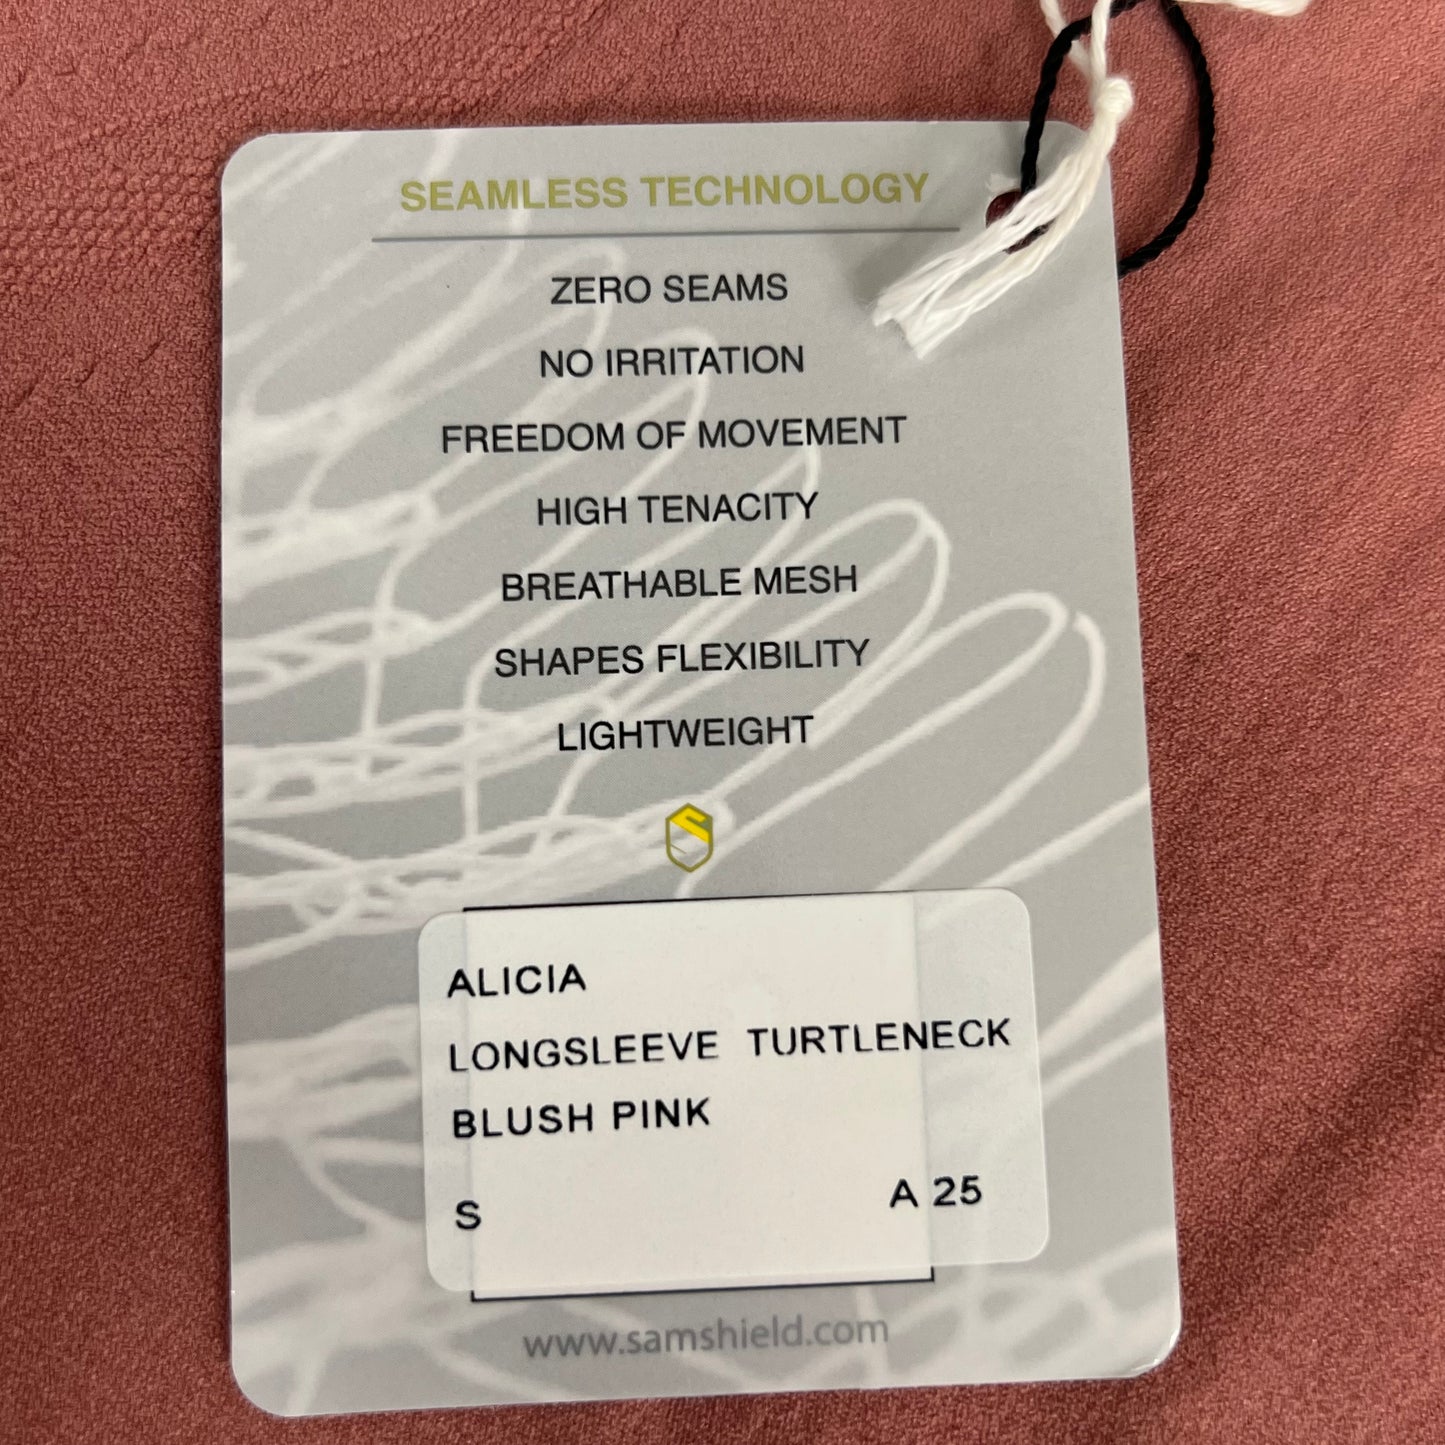 SEAMLESS TECHNOLOGY
ZERO SEAMS
NO IRRITATION
FREEDOM OF MOVEMENT
HIGH TENACITY
BREATHABLE MESH
SHAPES FLEXIBILITY
LIGHTWEIGHT
ALICIA
LONGSLEEVE TURTLENECK
BLUSH PINK
S A 25
www.samshield.com